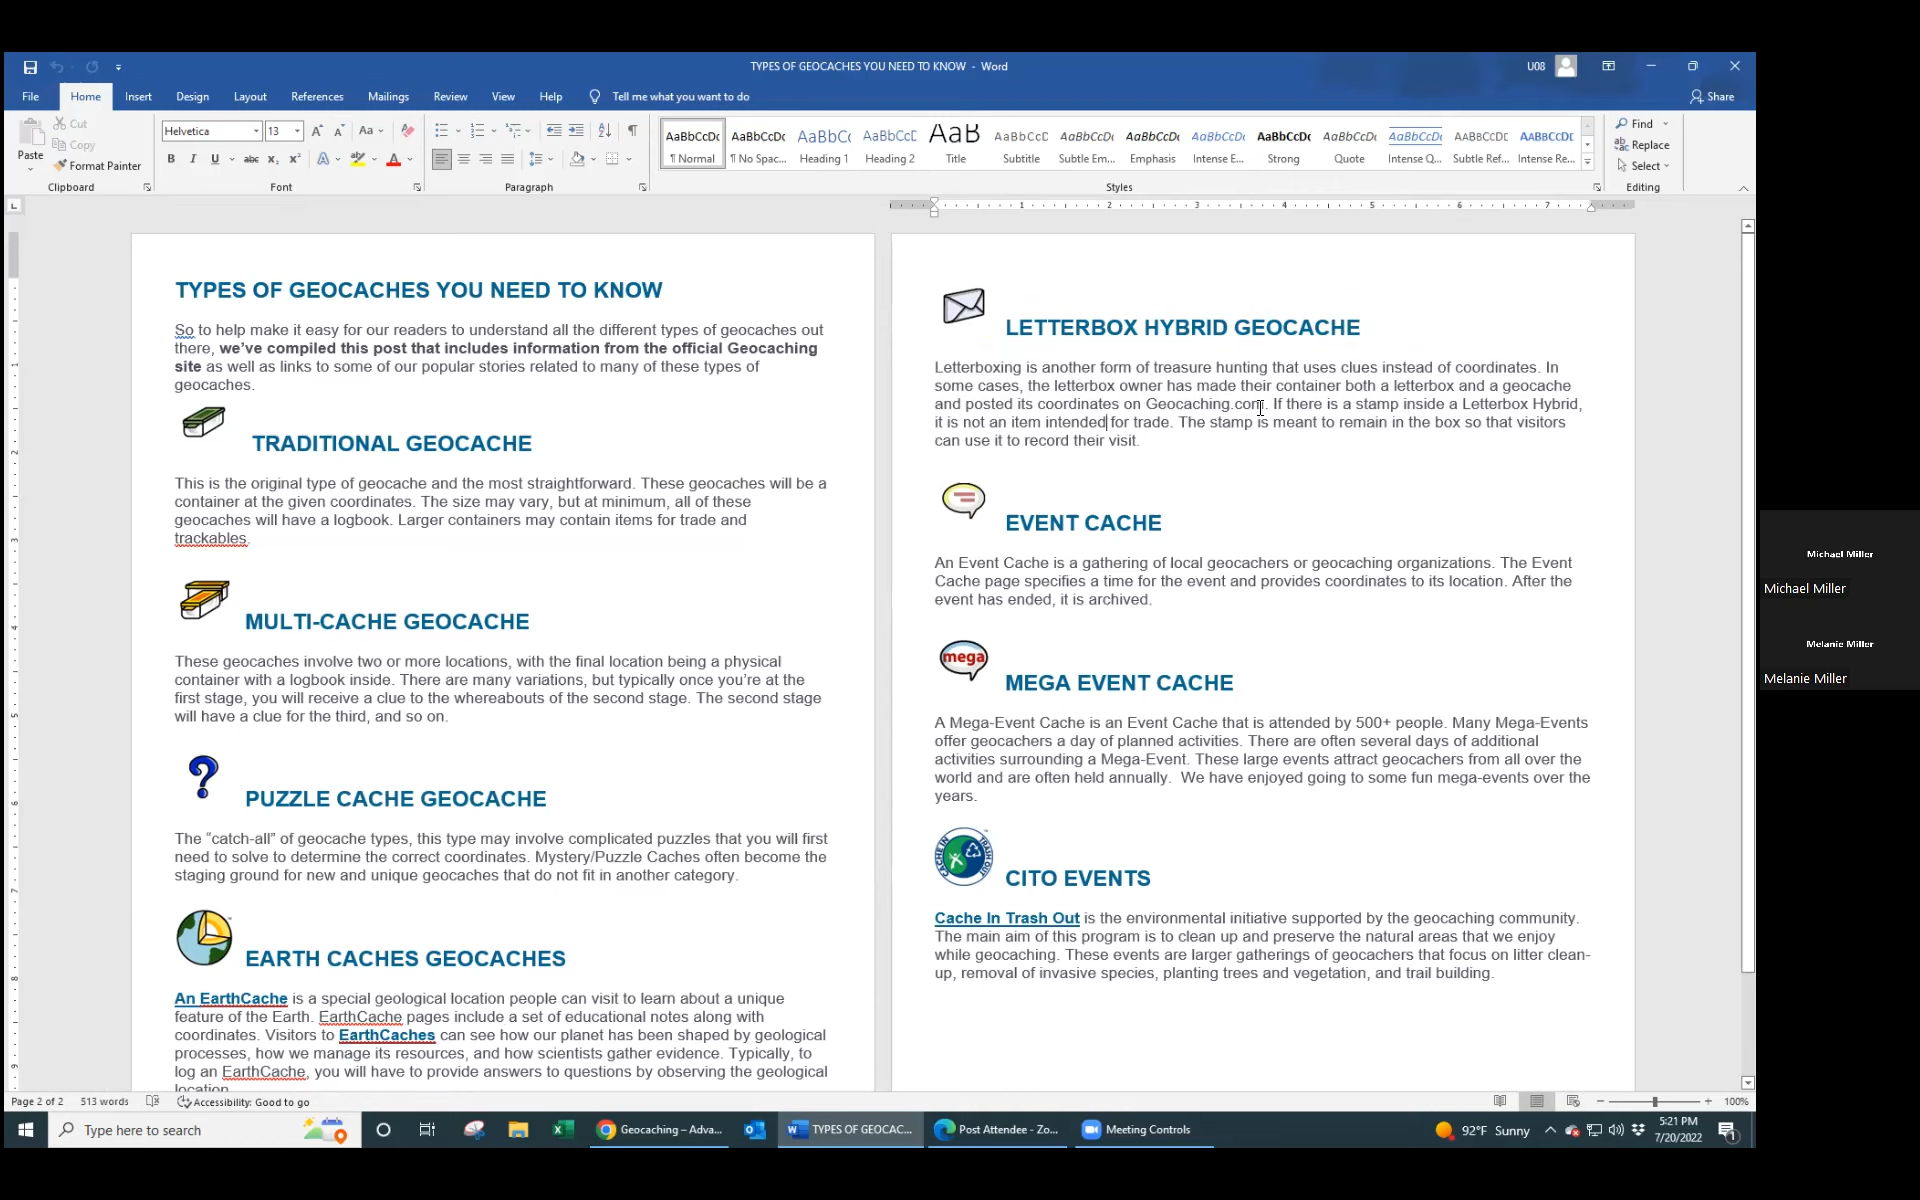 TYPES OF GEOCACHES YOU NEED TO KNOW - Word
U08
File Home Insert Design Layout References Mailings Review View Help Tell me what you want to do
Share
Paste
Cut
Copy
Format Painter
Clipboard
Helvetica 13
Font
Paragraph
AaBbCcDc AaBbCcDc AaBbCc AaBbCcD AaB AaBbCcD AaBbCcDc AaBbCcDc AaBbCcDc AaBbCcDc AaBbCcDc AaBbCcDc AABBCCDD AABBCCDD
¶ Normal ¶ No Spac... Heading 1 Heading 2 Title Subtitle Subtle Em... Emphasis Intense E... Strong Quote Intense Q... Subtle Ref... Intense Re...
Styles
Find
Replace
Select
Editing
1 2 3 4 5 6 7
TYPES OF GEOCACHES YOU NEED TO KNOW
So to help make it easy for our readers to understand all the different types of geocaches out
there, we’ve compiled this post that includes information from the official Geocaching
site as well as links to some of our popular stories related to many of these types of
geocaches.
TRADITIONAL GEOCACHE
This is the original type of geocache and the most straightforward. These geocaches will be a
container at the given coordinates. The size may vary, but at minimum, all of these
geocaches will have a logbook. Larger containers may contain items for trade and
trackables.
MULTI-CACHE GEOCACHE
These geocaches involve two or more locations, with the final location being a physical
container with a logbook inside. There are many variations, but typically once you’re at the
first stage, you will receive a clue to the whereabouts of the second stage. The second stage
will have a clue for the third, and so on.
PUZZLE CACHE GEOCACHE
The “catch-all” of geocache types, this type may involve complicated puzzles that you will first
need to solve to determine the correct coordinates. Mystery/Puzzle Caches often become the
staging ground for new and unique geocaches that do not fit in another category.
EARTH CACHES GEOCACHES
An EarthCache is a special geological location people can visit to learn about a unique
feature of the Earth. EarthCache pages include a set of educational notes along with
coordinates. Visitors to EarthCaches can see how our planet has been shaped by geological
processes, how we manage its resources, and how scientists gather evidence. Typically, to
log an EarthCache, you will have to provide answers to questions by observing the geological
location.
LETTERBOX HYBRID GEOCACHE
Letterboxing is another form of treasure hunting that uses clues instead of coordinates. In
some cases, the letterbox owner has made their container both a letterbox and a geocache
and posted its coordinates on Geocaching.com. If there is a stamp inside a Letterbox Hybrid,
it is not an item intended for trade. The stamp is meant to remain in the box so that visitors
can use it to record their visit.
EVENT CACHE
An Event Cache is a gathering of local geocachers or geocaching organizations. The Event
Cache page specifies a time for the event and provides coordinates to its location. After the
event has ended, it is archived.
mega
MEGA EVENT CACHE
A Mega-Event Cache is an Event Cache that is attended by 500+ people. Many Mega-Events
offer geocachers a day of planned activities. There are often several days of additional
activities surrounding a Mega-Event. These large events attract geocachers from all over the
world and are often held annually. We have enjoyed going to some fun mega-events over the
years.
CACHE IN TRASH OUT
CITO EVENTS
Cache In Trash Out is the environmental initiative supported by the geocaching community.
The main aim of this program is to clean up and preserve the natural areas that we enjoy
while geocaching. These events are larger gatherings of geocachers that focus on litter clean-
up, removal of invasive species, planting trees and vegetation, and trail building.
Michael Miller
Michael Miller
Melanie Miller
Melanie Miller
Page 2 of 2 513 words Accessibility: Good to go 100%
Type here to search
Geocaching – Adva...
TYPES OF GEOCAC...
Post Attendee - Zo...
Meeting Controls
92°F Sunny
5:21 PM
7/20/2022
1